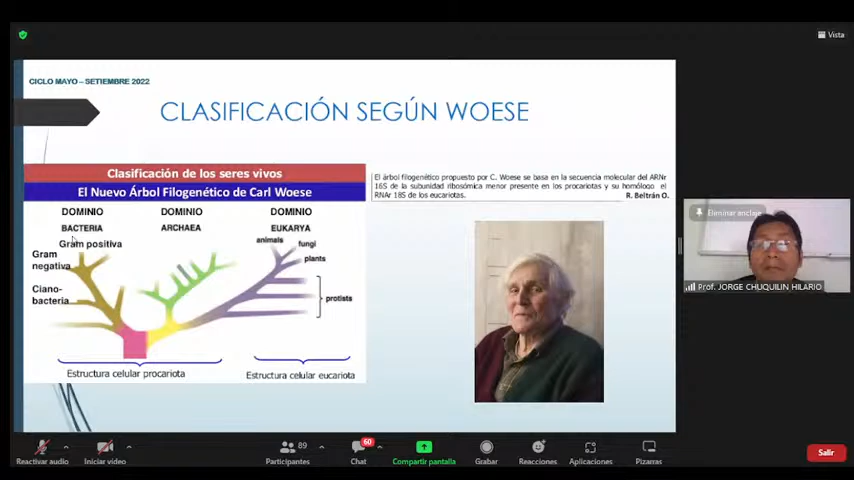 Vista
CICLO MAYO – SETIEMBRE 2022
CLASIFICACIÓN SEGÚN WOESE
Clasificación de los seres vivos
El Nuevo Árbol Filogenético de Carl Woese
DOMINIO DOMINIO DOMINIO
BACTERIA ARCHAEA EUKARYA
Gram positiva
animals fungi
Gram
negativa
plants
Ciano-
bacteria
protists
Estructura celular procariota
Estructura celular eucariota
El árbol filogenético propuesto por C. Woese se basa en la secuencia molecular del ARNr
16S de la subunidad ribosómica menor presente en los procariotas y su homólogo el
RNAr 18S de los eucariotas.
R. Beltrán O.
Eliminar anclaje
Prof. JORGE CHUQUILIN HILARIO
Reactivar audio
Iniciar video
89
Participantes
60
Chat
Compartir pantalla
Grabar
Reacciones
Aplicaciones
Pizarras
Salir